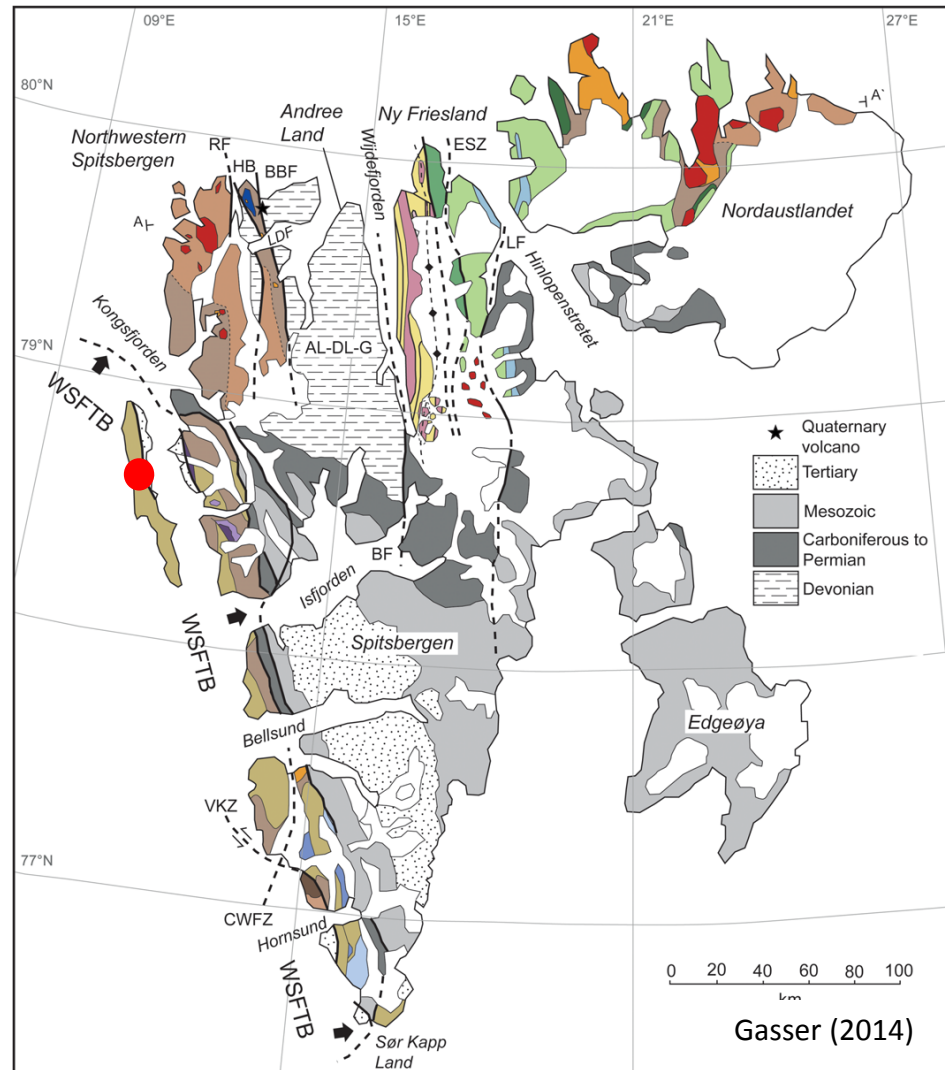 09°E
15°E
21°E
27°E
80°N
Northwestern
Spitsbergen
Andree
Land
Ny Friesland
RF
HB
BBF
Wijdefjorden
ESZ
A'
A
LDF
Nordaustlandet
LF
Hinlopenstretet
79°N
Kongsfjorden
WSFTB
AL-DL-G
Quaternary
volcano
Tertiary
Mesozoic
Carboniferous to
Permian
Devonian
BF
Isfjorden
WSFTB
Spitsbergen
Edgeøya
Bellsund
VKZ
77°N
CWFZ
Hornsund
WSFTB
0 20 40 60 80 100
km
Sør Kapp
Land
Gasser (2014)